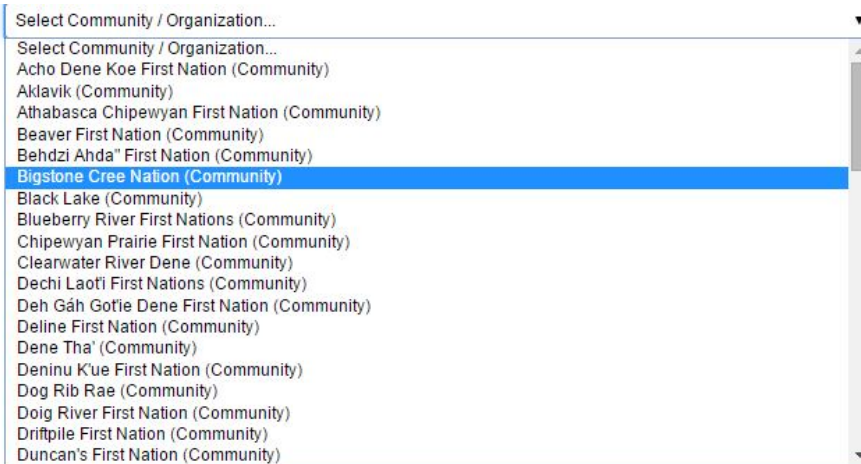 Select Community / Organization...
Select Community / Organization...
Acho Dene Koe First Nation (Community)
Aklavik (Community)
Athabasca Chipewyan First Nation (Community)
Beaver First Nation (Community)
Behdzi Ahda" First Nation (Community)
Bigstone Cree Nation (Community)
Black Lake (Community)
Blueberry River First Nations (Community)
Chipewyan Prairie First Nation (Community)
Clearwater River Dene (Community)
Dechi Laot'i First Nations (Community)
Deh Gáh Got'ie Dene First Nation (Community)
Deline First Nation (Community)
Dene Tha' (Community)
Deninu K'ue First Nation (Community)
Dog Rib Rae (Community)
Doig River First Nation (Community)
Driftpile First Nation (Community)
Duncan's First Nation (Community)